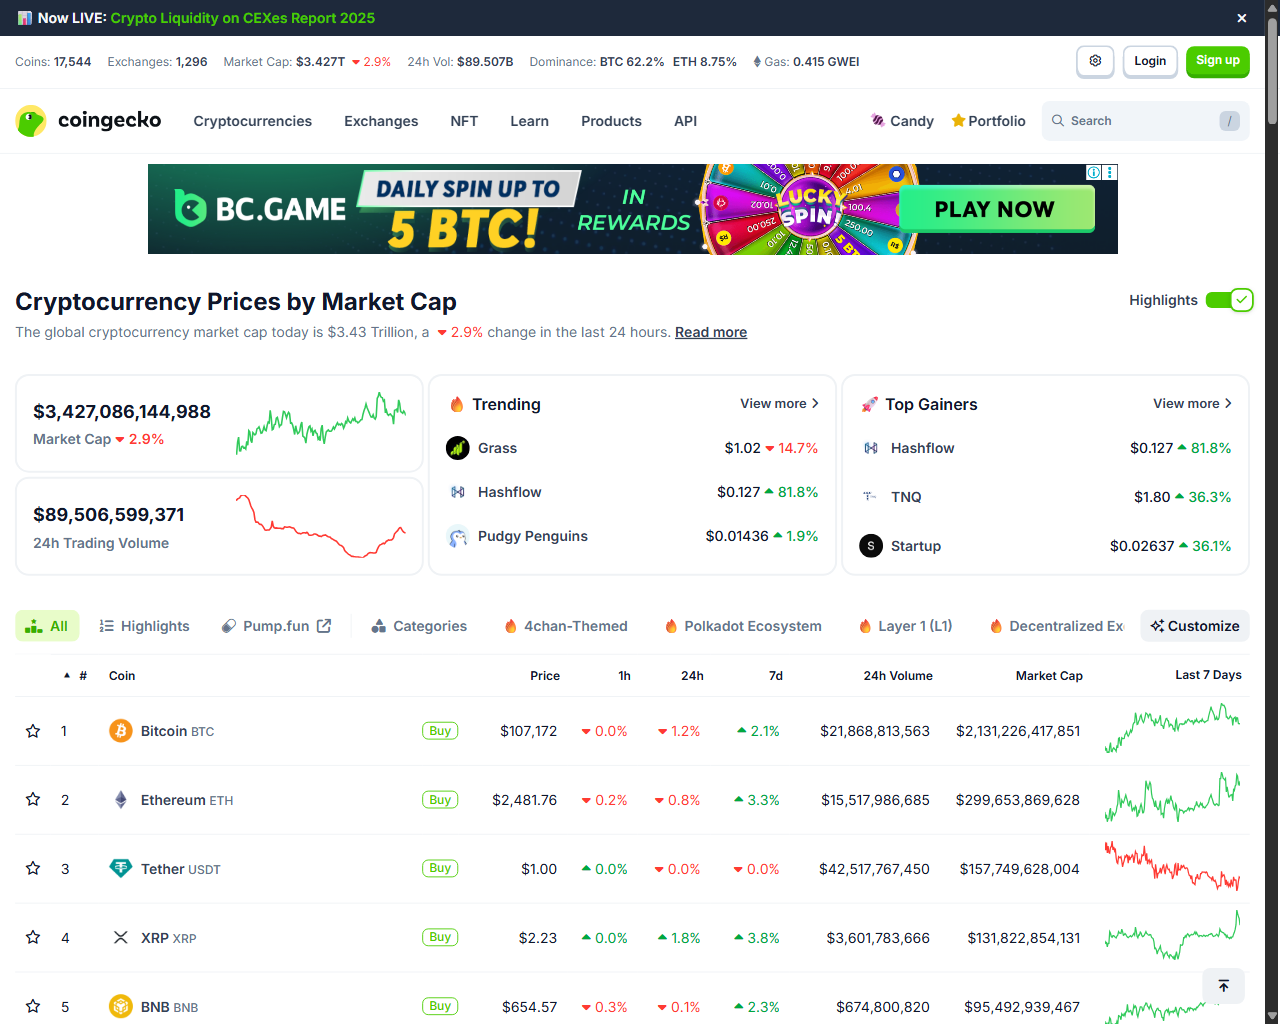 Now LIVE: Crypto Liquidity on CEXes Report 2025
Coins: 17,544 Exchanges: 1,296 Market Cap: $3.427T 2.9% 24h Vol: $89.507B Dominance: BTC 62.2% ETH 8.75% Gas: 0.415 GWEI
Login
Sign up
coingecko
Cryptocurrencies Exchanges NFT Learn Products API
Candy Portfolio Search /
BC.GAME
DAILY SPIN UP TO
5 BTC!
IN
REWARDS
LUCKY
SPIN!
PLAY NOW
Cryptocurrency Prices by Market Cap
Highlights
The global cryptocurrency market cap today is $3.43 Trillion, a 2.9% change in the last 24 hours. Read more
$3,427,086,144,988
Market Cap 2.9%
$89,506,599,371
24h Trading Volume
Trending View more
Grass $1.02 14.7%
Hashflow $0.127 81.8%
Pudgy Penguins $0.01436 1.9%
Top Gainers View more
Hashflow $0.127 81.8%
TNQ $1.80 36.3%
S Startup $0.02637 36.1%
All Highlights Pump.fun Categories 4chan-Themed Polkadot Ecosystem Layer 1 (L1) Decentralized Ex Customize
# Coin Price 1h 24h 7d 24h Volume Market Cap Last 7 Days
1 Bitcoin BTC Buy $107,172 0.0% 1.2% 2.1% $21,868,813,563 $2,131,226,417,851
2 Ethereum ETH Buy $2,481.76 0.2% 0.8% 3.3% $15,517,986,685 $299,653,869,628
3 Tether USDT Buy $1.00 0.0% 0.0% 0.0% $42,517,767,450 $157,749,628,004
4 XRP XRP Buy $2.23 0.0% 1.8% 3.8% $3,601,783,666 $131,822,854,131
5 BNB BNB Buy $654.57 0.3% 0.1% 2.3% $674,800,820 $95,492,939,467